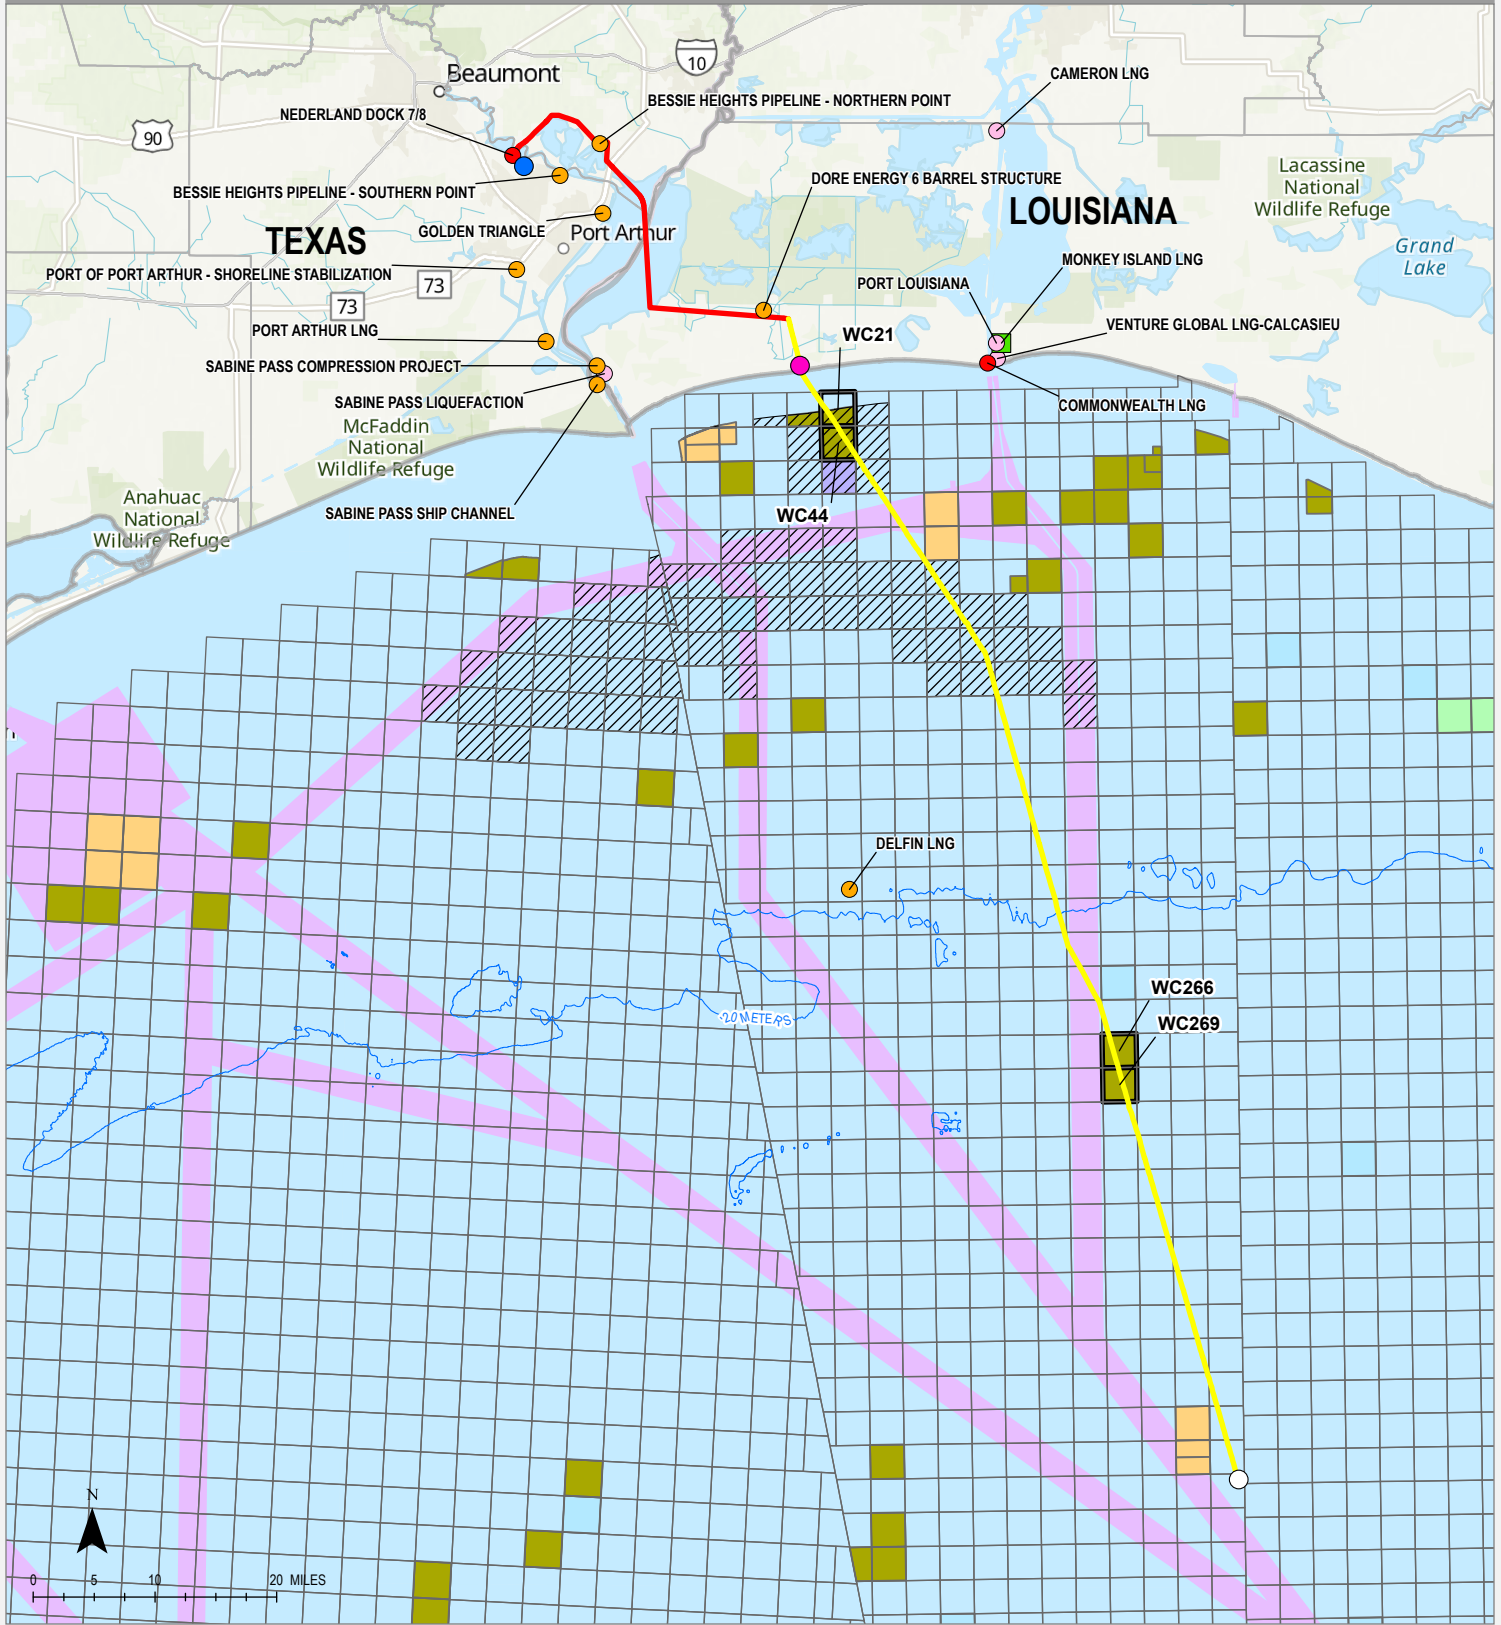 10
Beaumont
CAMERON LNG
BESSIE HEIGHTS PIPELINE - NORTHERN POINT
NEDERLAND DOCK 7/8
90
Lacassine
National
Wildlife Refuge
DORE ENERGY 6 BARREL STRUCTURE
BESSIE HEIGHTS PIPELINE - SOUTHERN POINT
LOUISIANA
GOLDEN TRIANGLE
Port Arthur
TEXAS
Grand
Lake
MONKEY ISLAND LNG
PORT OF PORT ARTHUR - SHORELINE STABILIZATION
73
PORT LOUISIANA
73
VENTURE GLOBAL LNG-CALCASIEU
PORT ARTHUR LNG
WC21
SABINE PASS COMPRESSION PROJECT
SABINE PASS LIQUEFACTION
COMMONWEALTH LNG
McFaddin
National
Wildlife Refuge
Anahuac
National
Wildlife Refuge
SABINE PASS SHIP CHANNEL
WC44
DELFIN LNG
WC266
-20 METERS
WC269
N
0 5 10 20 MILES